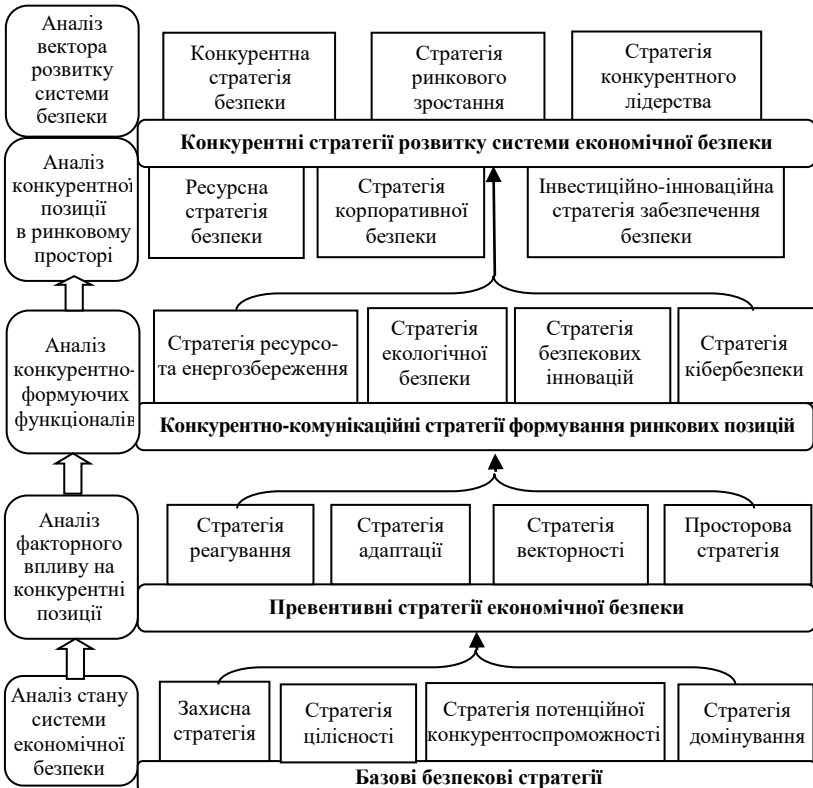 Аналіз
вектора
розвитку
системи
безпеки
Конкурентна
стратегія
безпеки
Стратегія
ринкового
зростання
Стратегія
конкурентного
лідерства
Конкурентні стратегії розвитку системи економічної безпеки
Аналіз
конкурентної
позиції
в ринковому
просторі
Ресурсна
стратегія
безпеки
Стратегія
корпоративної
безпеки
Інвестиційно-інноваційна
стратегія забезпечення
безпеки
Аналіз
конкурентно-
формуючих
функціоналів
Стратегія ресурсо-
та енергозбереження
Стратегія
екологічної
безпеки
Стратегія
безпекових
інновацій
Стратегія
кібербезпеки
Конкурентно-комунікаційні стратегії формування ринкових позицій
Аналіз
факторного
впливу на
конкурентні
позиції
Стратегія
реагування
Стратегія
адаптації
Стратегія
векторності
Просторова
стратегія
Превентивні стратегії економічної безпеки
Аналіз стану
системи
економічної
безпеки
Захисна
стратегія
Стратегія
цілісності
Стратегія потенційної
конкурентоспроможності
Стратегія
домінування
Базові безпекові стратегії